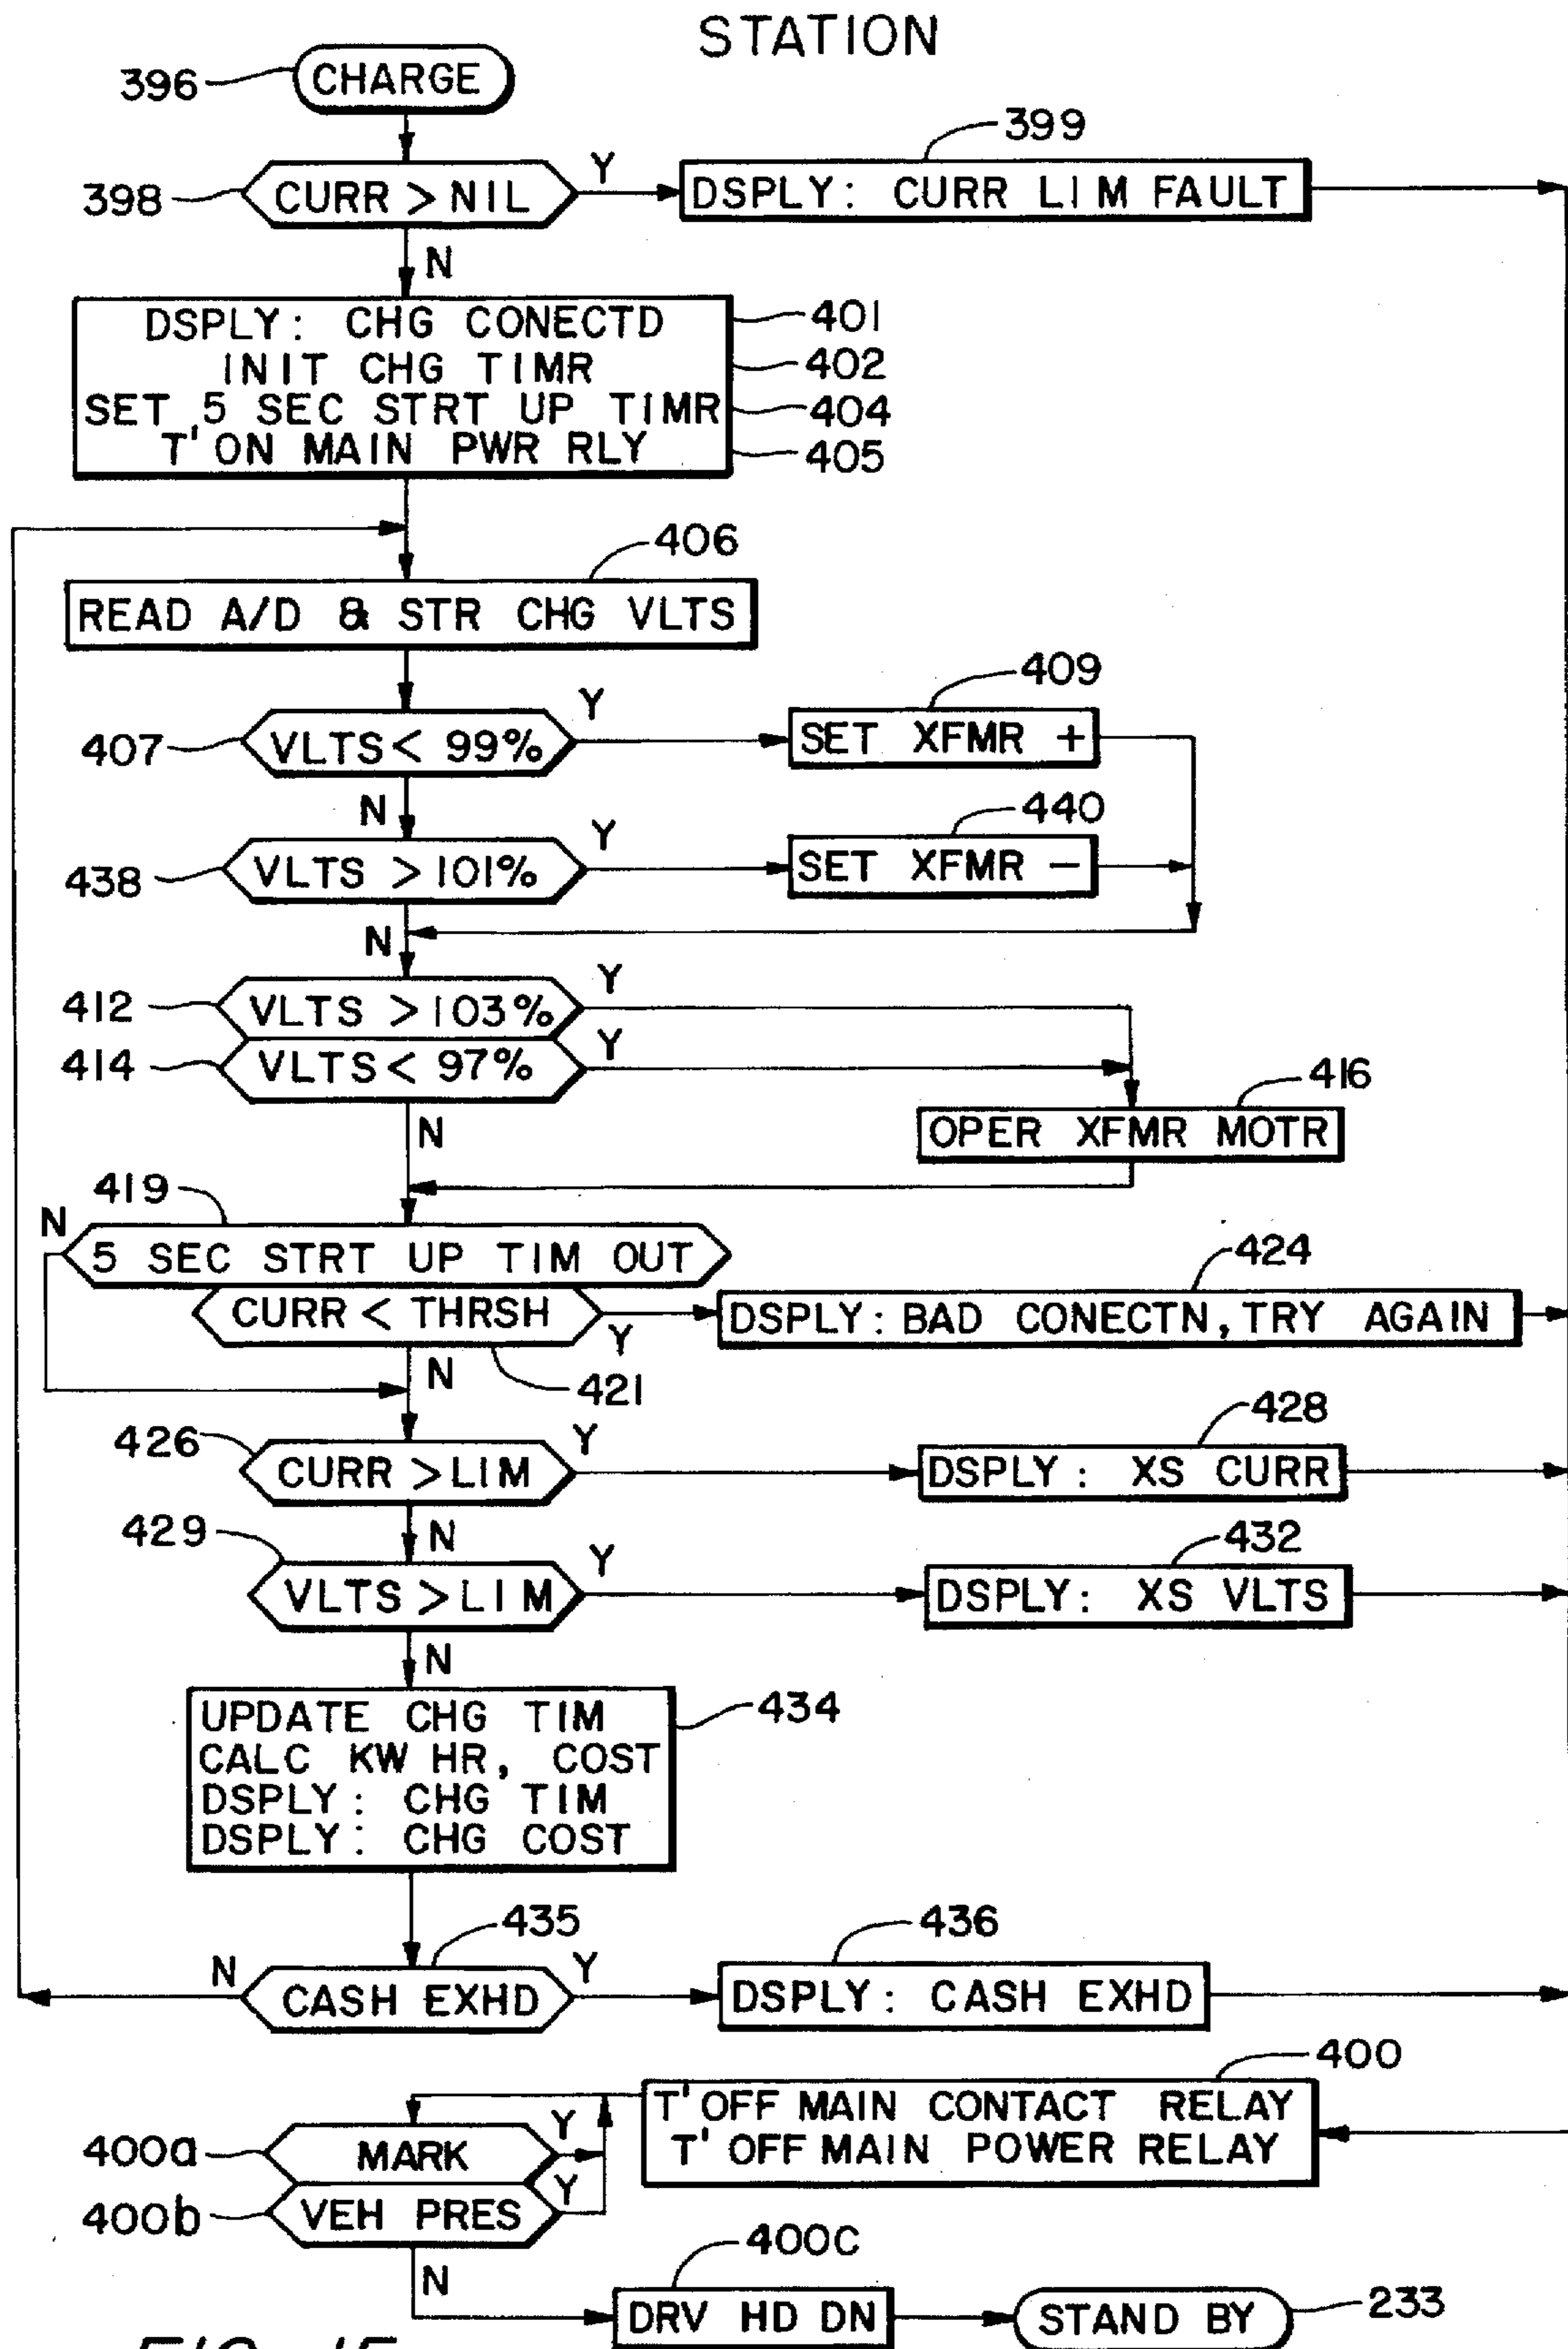 STATION
396 CHARGE
399
398 CURR > NIL Y DSPLY: CURR LIM FAULT
N
DSPLY: CHG CONECTD 401
INIT CHG TIMR 402
SET 5 SEC STRT UP TIMR 404
T'ON MAIN PWR RLY 405
406
READ A/D & STR CHG VLTS
409
407 VLTS < 99% Y SET XFMR +
N
440
438 VLTS > 101% Y SET XFMR −
N
412 VLTS > 103% Y
414 VLTS < 97% Y
416
N OPER XFMR MOTR
419
N 5 SEC STRT UP TIM OUT
424
CURR < THRSH Y DSPLY: BAD CONECTN, TRY AGAIN
N 421
428
426 CURR > LIM Y DSPLY: XS CURR
N
432
429 VLTS > LIM Y DSPLY: XS VLTS
N
UPDATE CHG TIM 434
CALC KW HR, COST
DSPLY: CHG TIM
DSPLY: CHG COST
435 436
N CASH EXHD Y DSPLY: CASH EXHD
400
T'OFF MAIN CONTACT RELAY
T'OFF MAIN POWER RELAY
400a MARK Y
400b VEH PRES Y
400C
N DRV HD DN STAND BY 233